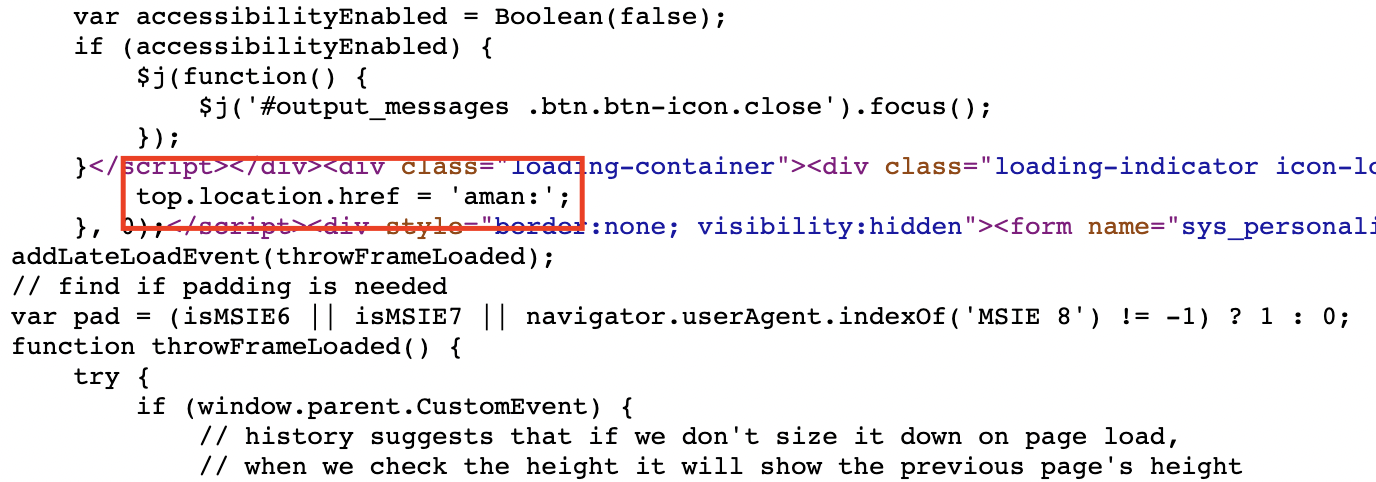 var accessibilityEnabled = Boolean(false);
if (accessibilityEnabled) {
$j(function() {
$j('#output_messages .btn.btn-icon.close').focus();
});
}</script></div><div class="loading-container"><div class="loading-indicator icon-lo
top.location.href = 'aman:';
}, 0);</script><div style="border:none; visibility:hidden"><form name="sys_personali
addLateLoadEvent(throwFrameLoaded);
// find if padding is needed
var pad = (isMSIE6 || isMSIE7 || navigator.userAgent.indexOf('MSIE 8') != -1) ? 1 : 0;
function throwFrameLoaded() {
try {
if (window.parent.CustomEvent) {
// history suggests that if we don't size it down on page load,
// when we check the height it will show the previous page's height